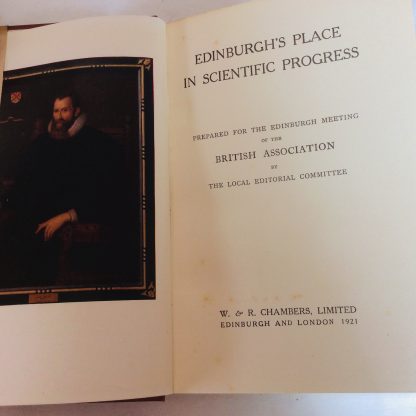 EDINBURGH'S PLACE
IN SCIENTIFIC PROGRESS
PREPARED FOR THE EDINBURGH MEETING
OF THE
BRITISH ASSOCIATION
BY
THE LOCAL EDITORIAL COMMITTEE
W. & R. CHAMBERS, LIMITED
EDINBURGH AND LONDON 1921